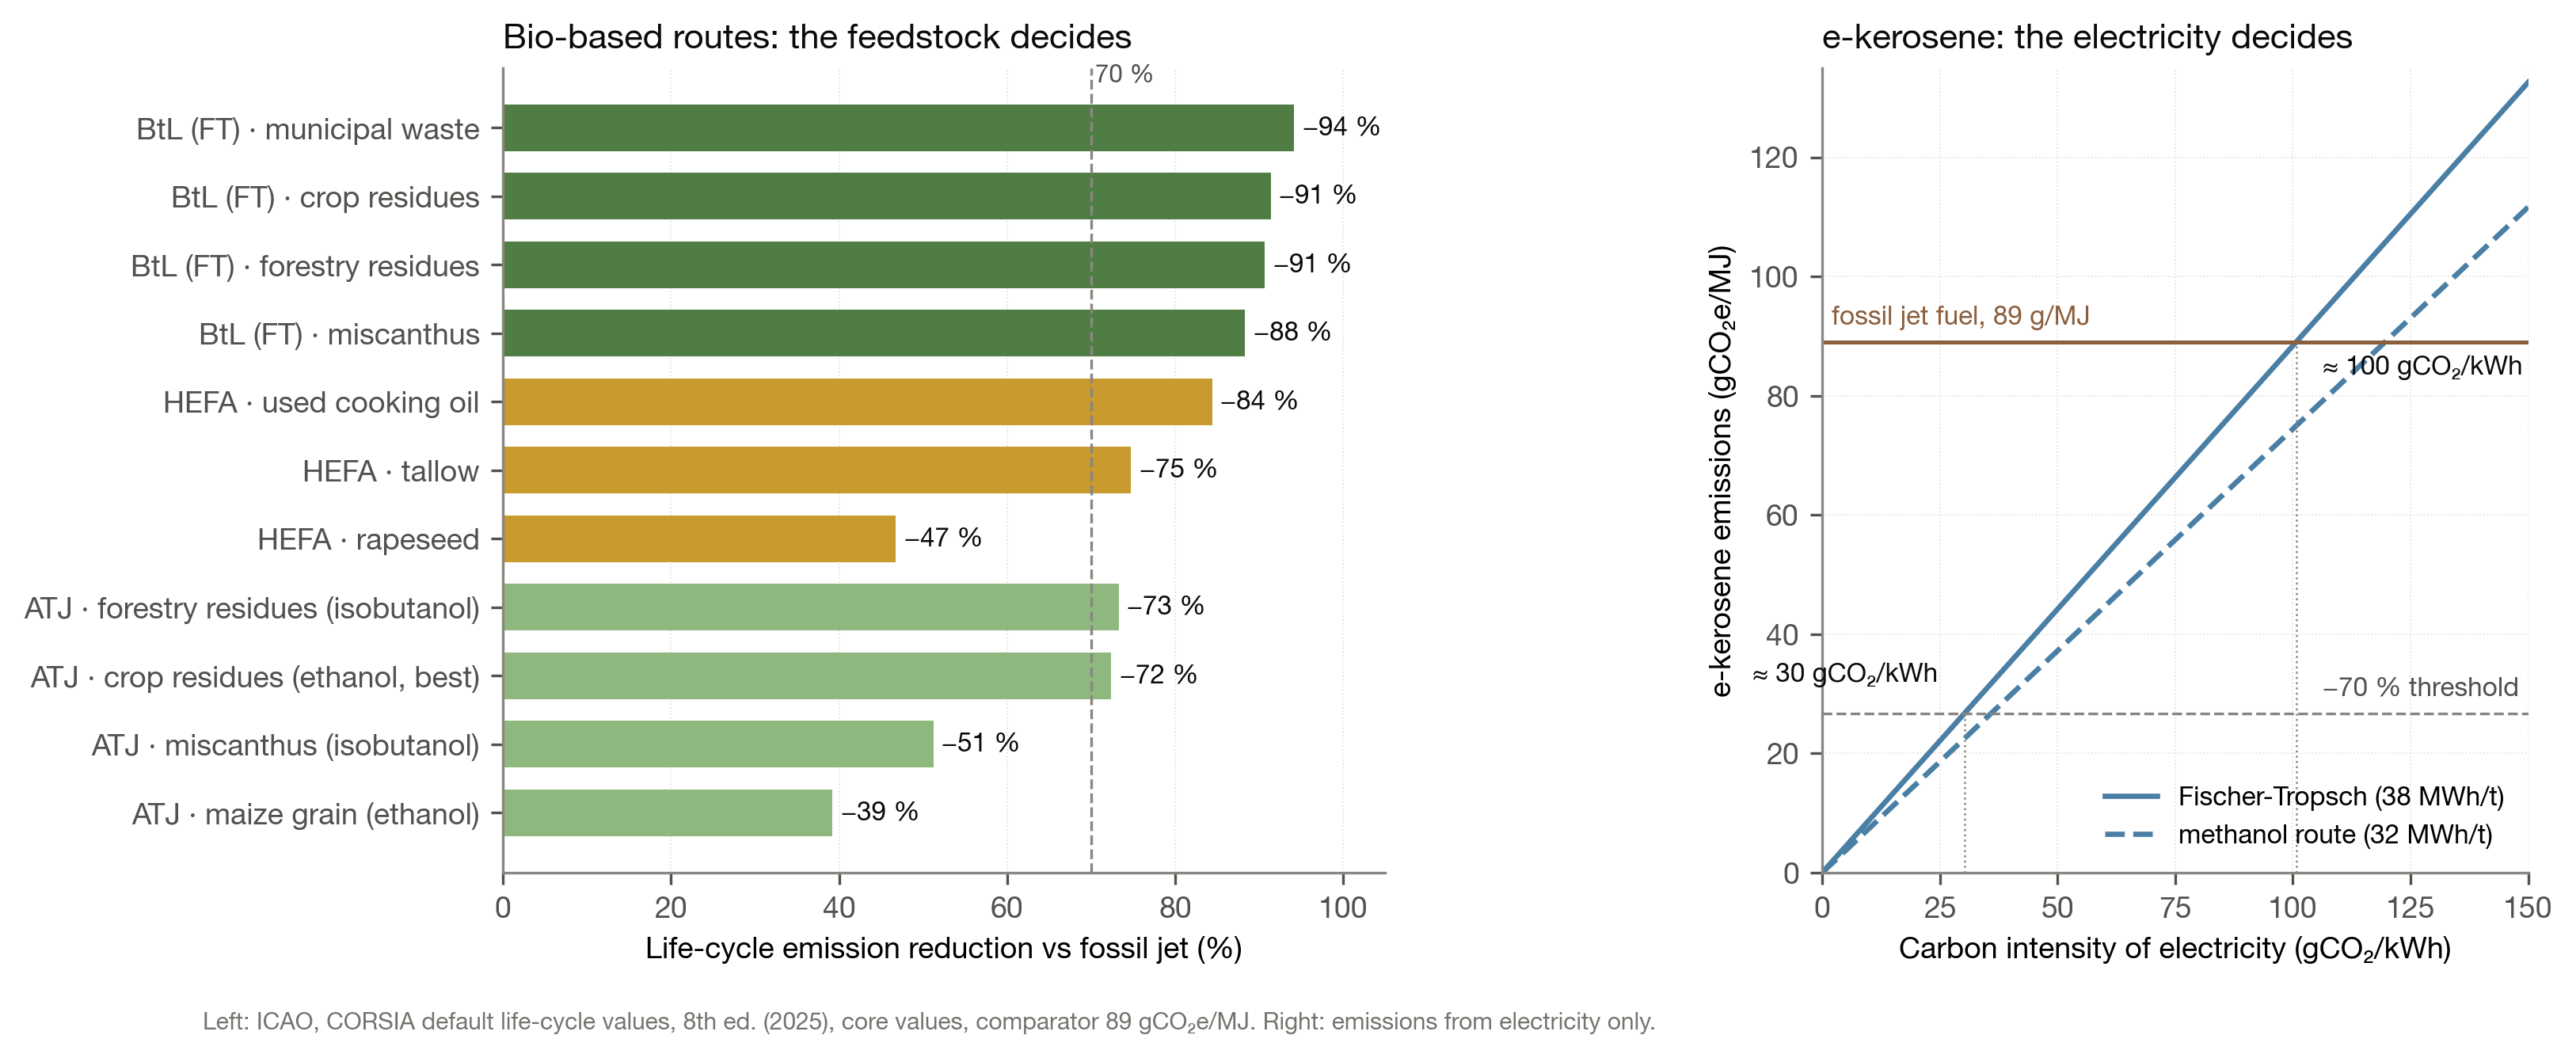 Bio-based routes: the feedstock decides
70 %
BtL (FT) · municipal waste
–94 %
BtL (FT) · crop residues
–91 %
BtL (FT) · forestry residues
–91 %
BtL (FT) · miscanthus
–88 %
HEFA · used cooking oil
–84 %
HEFA · tallow
–75 %
HEFA · rapeseed
–47 %
ATJ · forestry residues (isobutanol)
–73 %
ATJ · crop residues (ethanol, best)
–72 %
ATJ · miscanthus (isobutanol)
–51 %
ATJ · maize grain (ethanol)
–39 %
0 20 40 60 80 100
Life-cycle emission reduction vs fossil jet (%)
e-kerosene: the electricity decides
e-kerosene emissions (gCO₂e/MJ)
120
100
fossil jet fuel, 89 g/MJ
≈ 100 gCO₂/kWh
80
60
40
≈ 30 gCO₂/kWh
–70 % threshold
20
Fischer-Tropsch (38 MWh/t)
methanol route (32 MWh/t)
0
0 25 50 75 100 125 150
Carbon intensity of electricity (gCO₂/kWh)
Left: ICAO, CORSIA default life-cycle values, 8th ed. (2025), core values, comparator 89 gCO₂e/MJ. Right: emissions from electricity only.